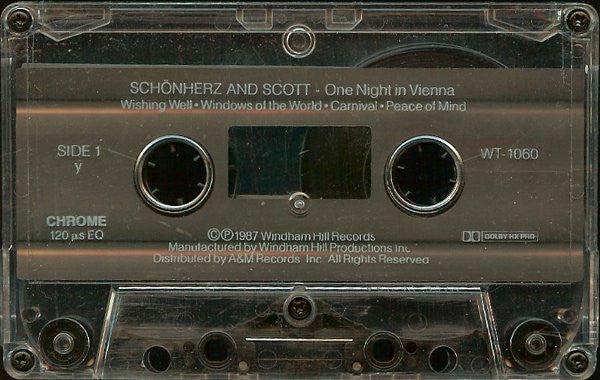 SCHÖNHERZ AND SCOTT - One Night in Vienna
Wishing Well • Windows of the World • Carnival • Peace of Mind
SIDE 1
y
WT-1060
CHROME
120 µs EQ
©℗1987 Windham Hill Records
DOLBY HX PRO
Manufactured by Windham Hill Productions Inc.
Distributed by A&M Records, Inc. All Rights Reserved